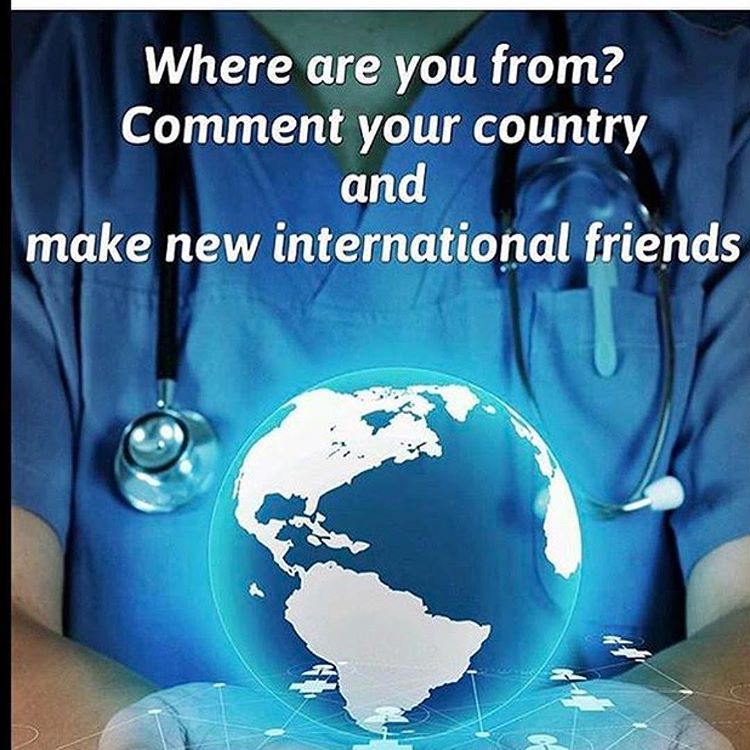 Where are you from?
Comment your country
and
make new international friends